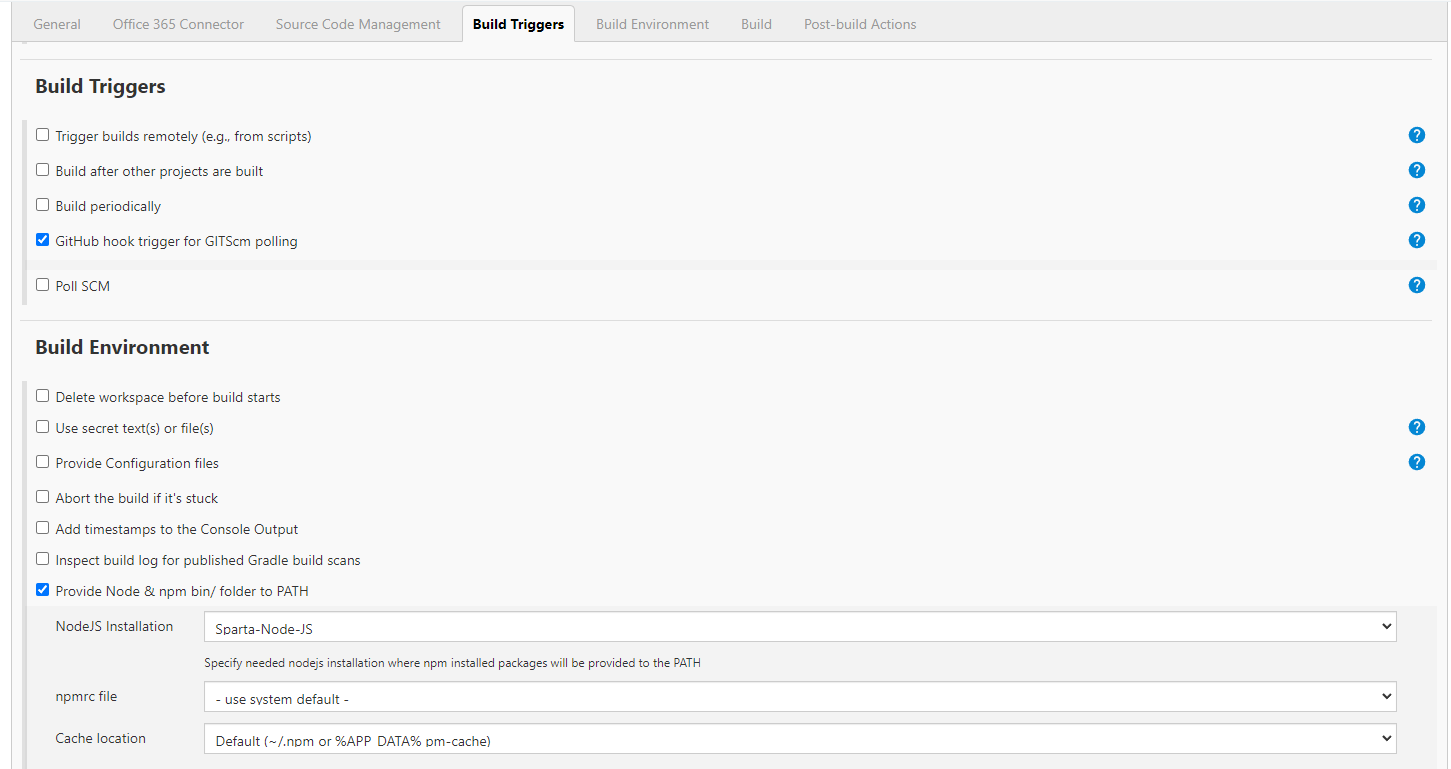 General Office 365 Connector Source Code Management Build Triggers Build Environment Build Post-build Actions
Build Triggers
Trigger builds remotely (e.g., from scripts)
Build after other projects are built
Build periodically
GitHub hook trigger for GITScm polling
Poll SCM
Build Environment
Delete workspace before build starts
Use secret text(s) or file(s)
Provide Configuration files
Abort the build if it's stuck
Add timestamps to the Console Output
Inspect build log for published Gradle build scans
Provide Node & npm bin/ folder to PATH
NodeJS Installation Sparta-Node-JS
Specify needed nodejs installation where npm installed packages will be provided to the PATH
npmrc file - use system default -
Cache location Default (~/.npm or %APP_DATA% pm-cache)